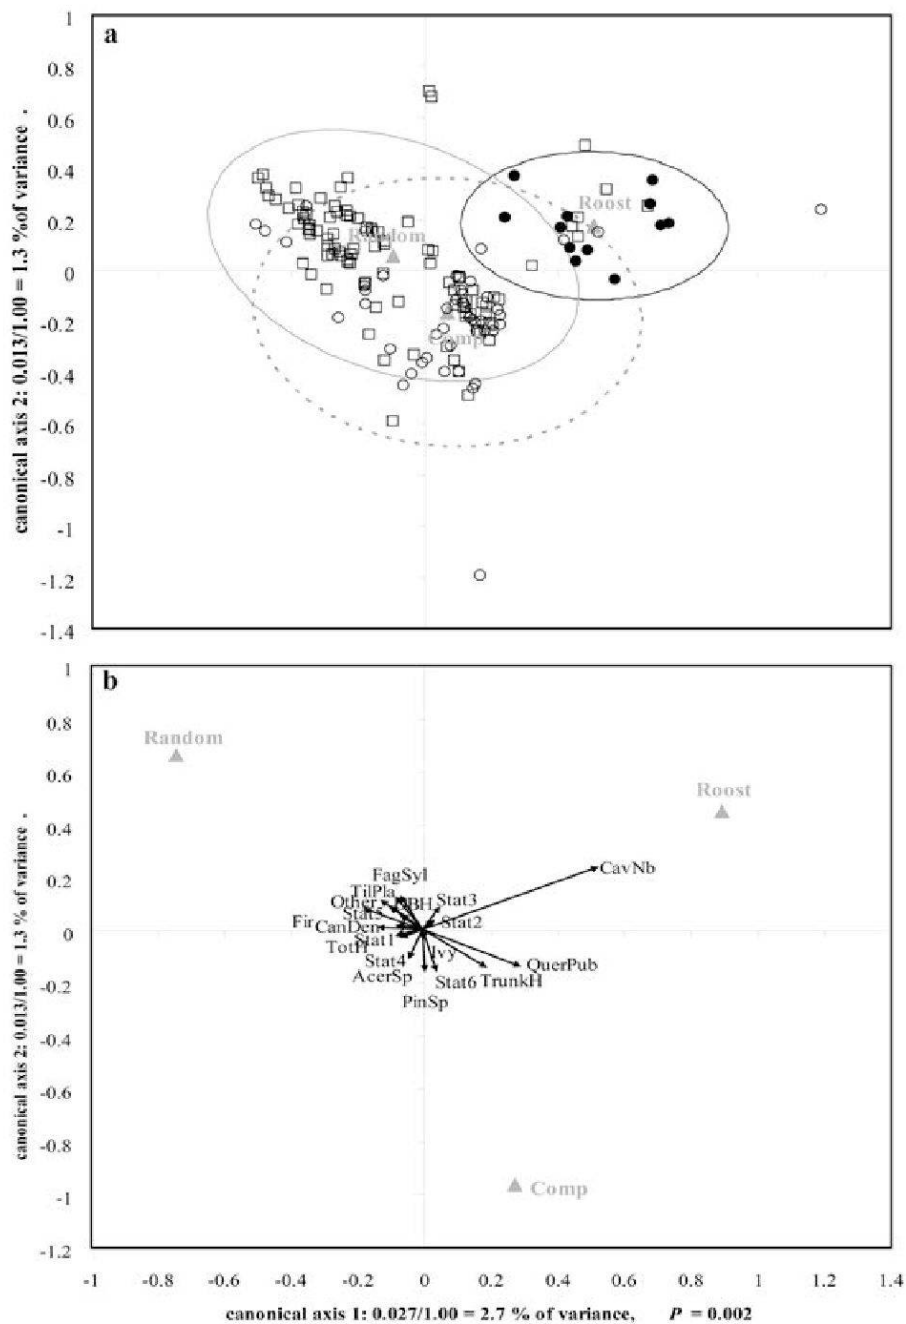 a
1
0.8
0.6
0.4
0.2
0
-0.2
-0.4
-0.6
-0.8
-1
-1.2
-1.4
Roost
Random
Comp
canonical axis 2: 0.013/1.00 = 1.3 %of variance .
b
1
0.8
0.6
0.4
0.2
0
-0.2
-0.4
-0.6
-0.8
-1
-1.2
Random
Roost
CavNb
FagSyl
TilPla
Other
DBH
Stat3
Stat5
Stat2
Fir
CanDen
Stat1
TotH
Ivy
Stat4
QuerPub
AcerSp
Stat6
TrunkH
PinSp
Comp
canonical axis 2: 0.013/1.00 = 1.3 % of variance .
-1 -0.8 -0.6 -0.4 -0.2 0 0.2 0.4 0.6 0.8 1 1.2 1.4
canonical axis 1: 0.027/1.00 = 2.7 % of variance, P = 0.002